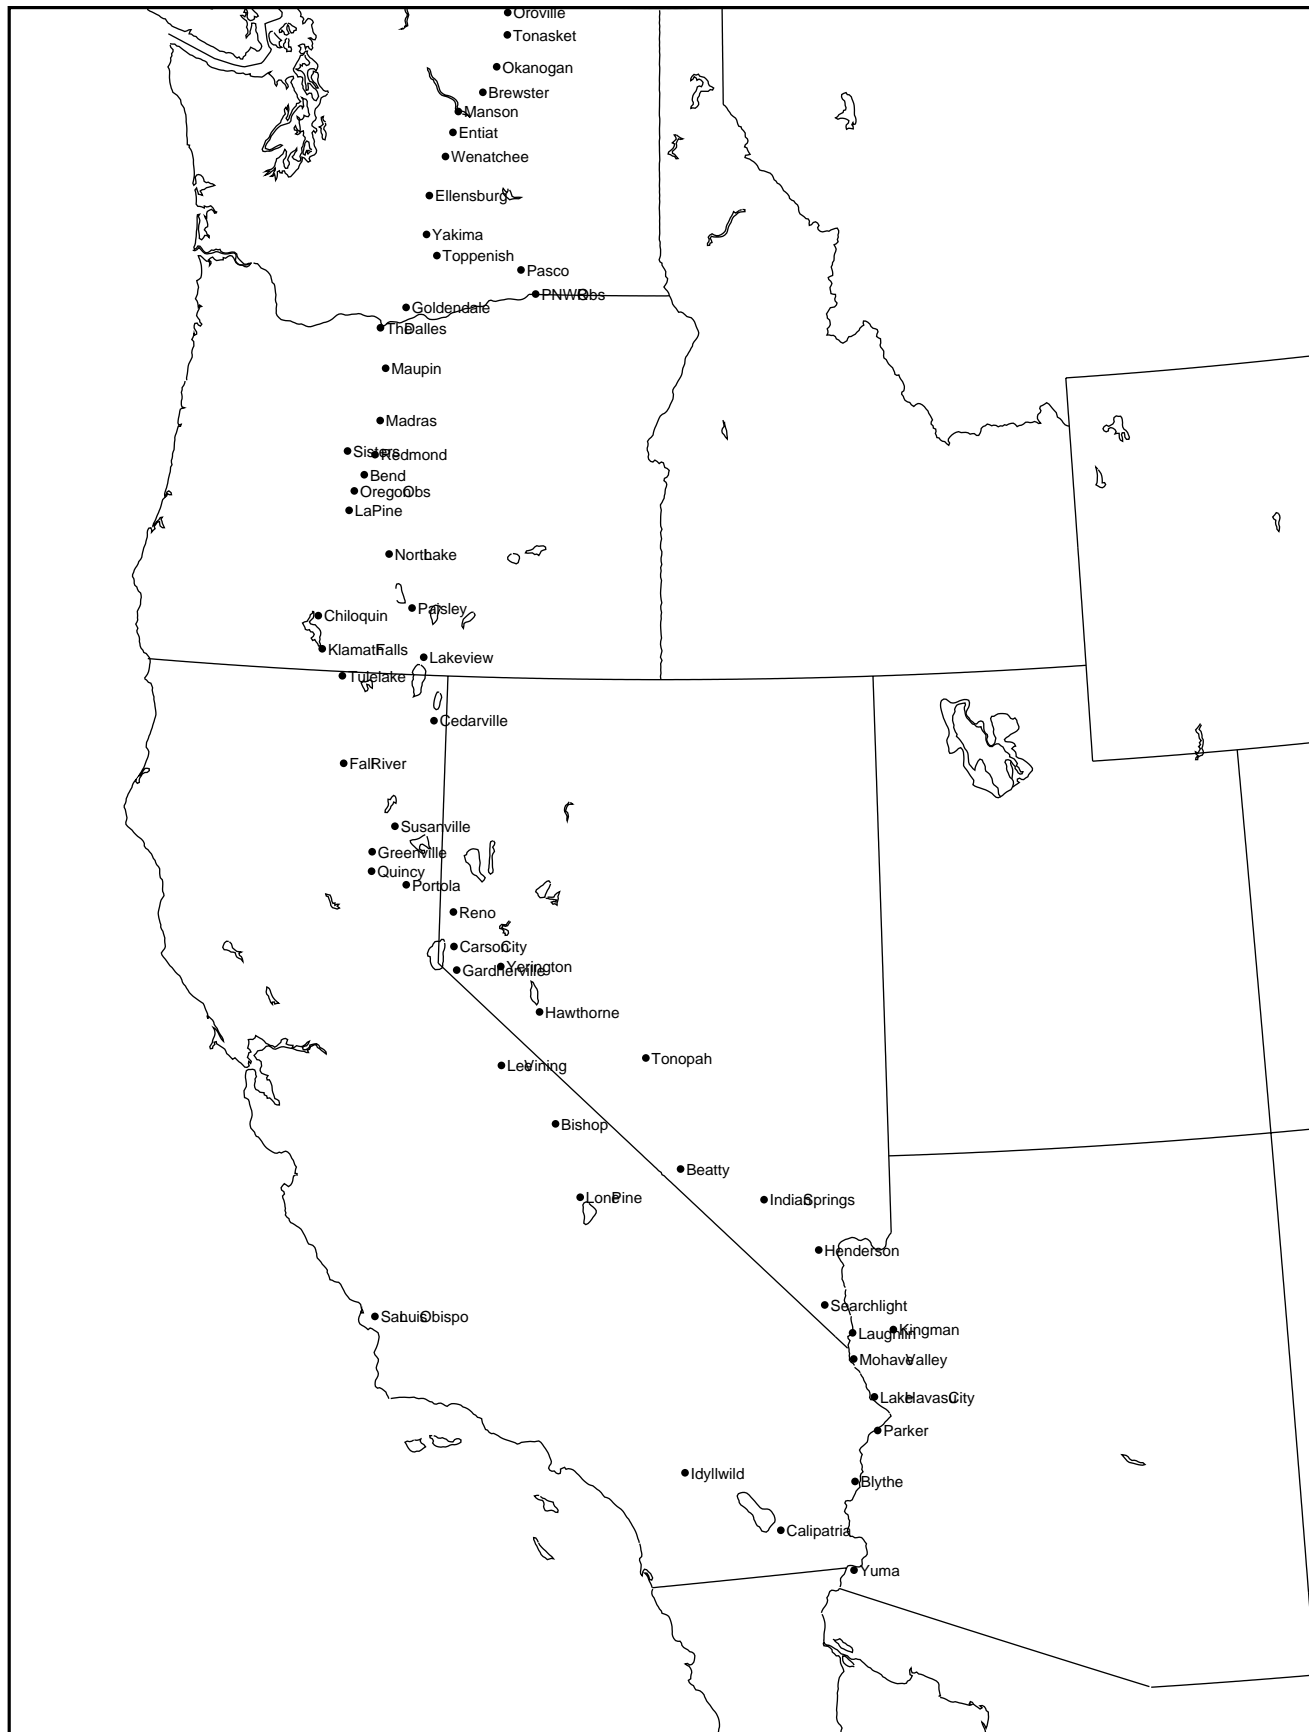 Oroville
Tonasket
Okanogan
Brewster
Manson
Entiat
Wenatchee
Ellensburg
Yakima
Toppenish
Pasco
PNWRObs
Goldendale
TheDalles
Maupin
Madras
Sisters
Redmond
Bend
OregonObs
LaPine
NorthLake
Paisley
Chiloquin
KlamathFalls
Lakeview
Tulelake
Cedarville
FallRiver
Susanville
Greenville
Quincy
Portola
Reno
CarsonCity
Yerington
Gardnerville
Hawthorne
Tonopah
LeeVining
Bishop
Beatty
LonePine
IndianSprings
Henderson
Searchlight
SanLuisObispo
Kingman
Laughlin
MohaveValley
LakeHavasuCity
Parker
Idyllwild
Blythe
Calipatria
Yuma